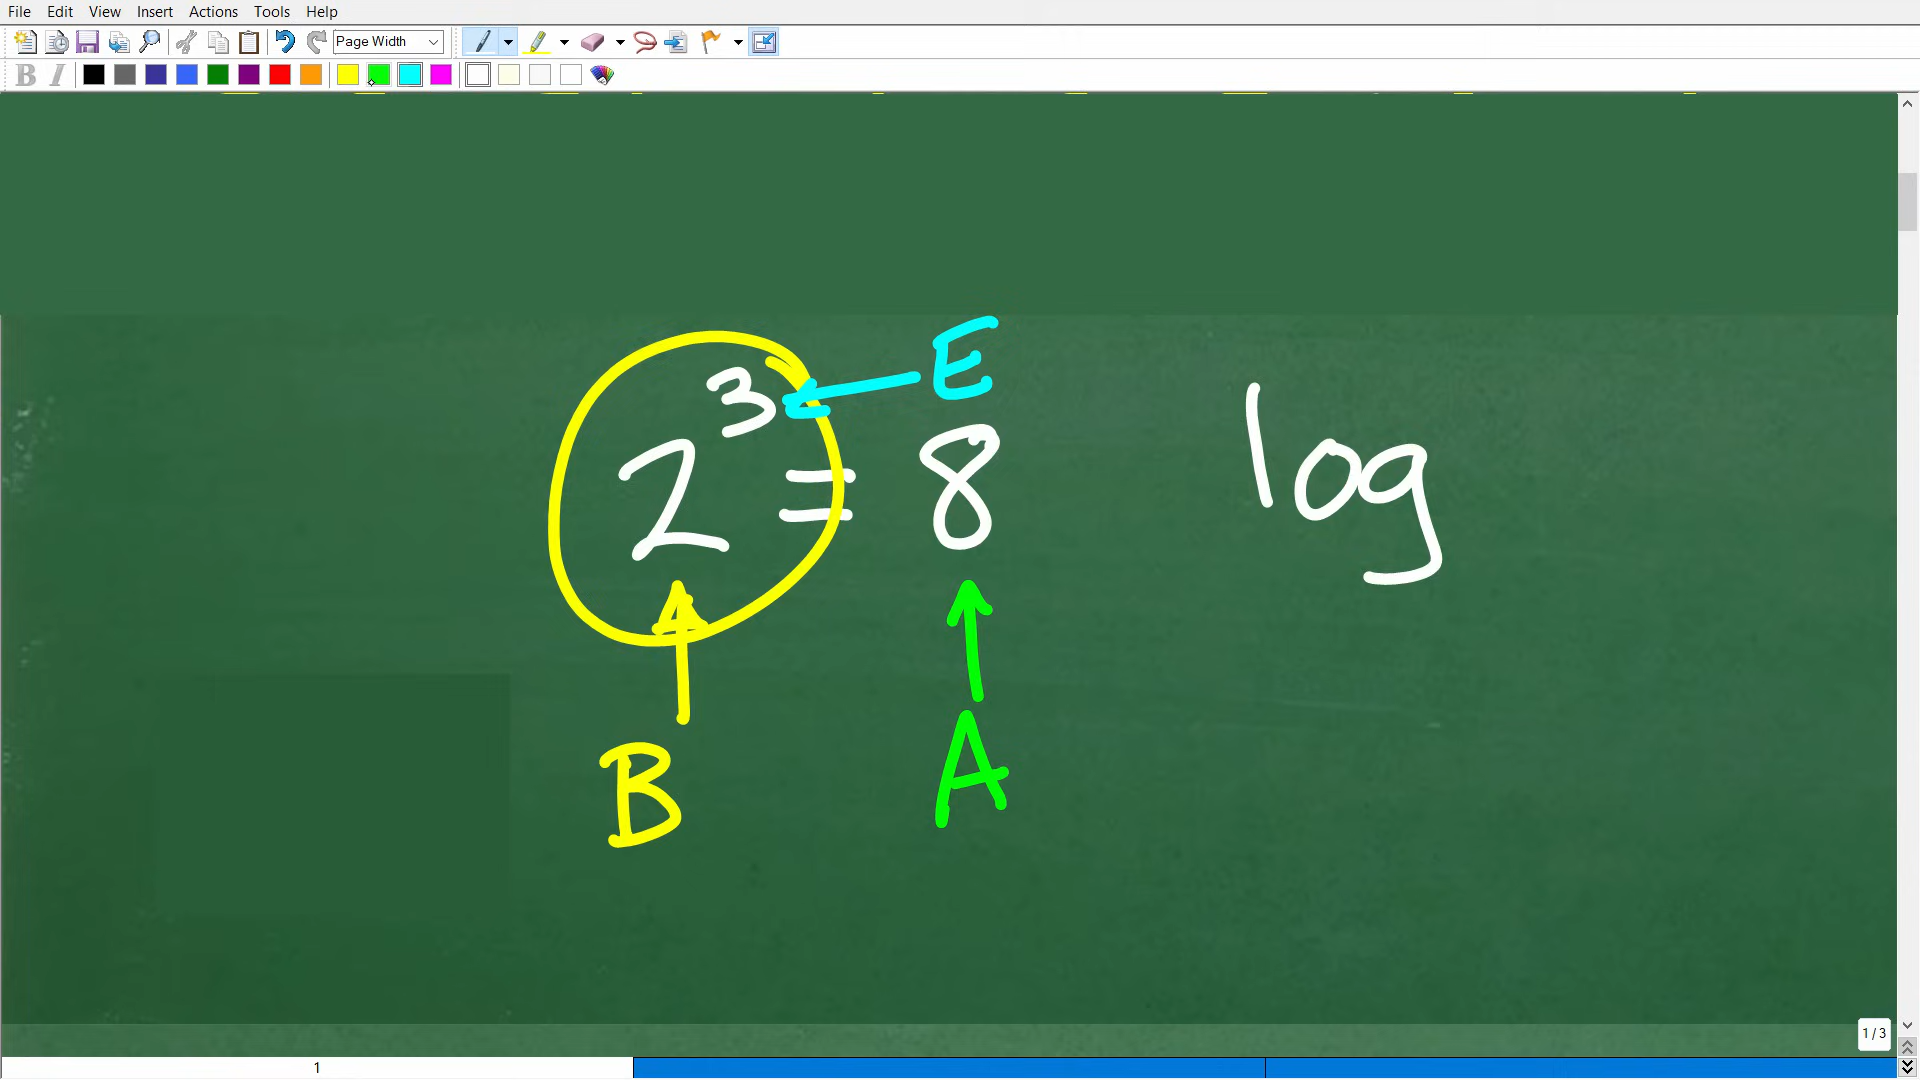 File Edit View Insert Actions Tools Help
Page Width
B I
E
2³ = 8 log
B A
1 / 3
1